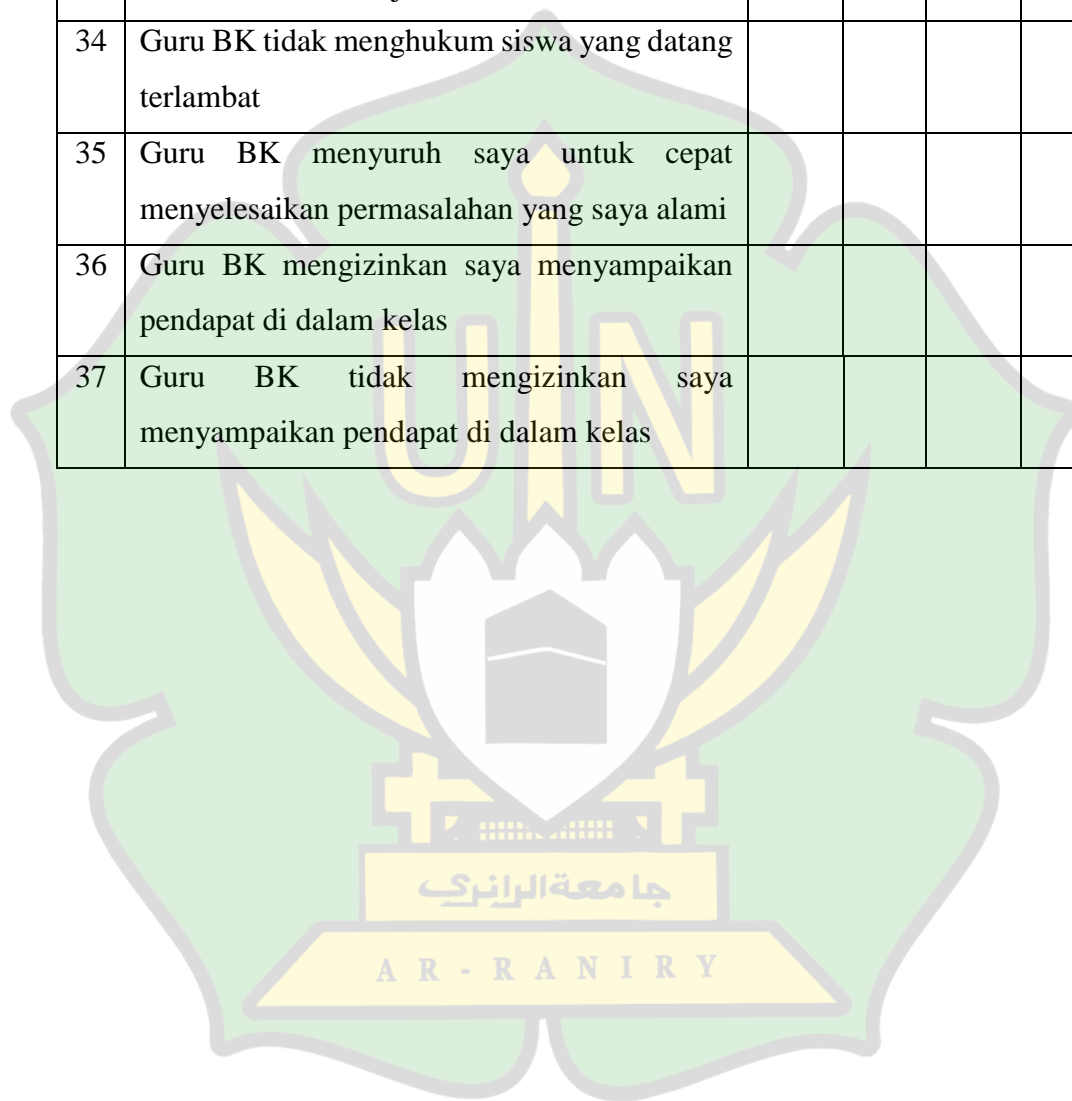 34 Guru BK tidak menghukum siswa yang datang
terlambat
35 Guru BK menyuruh saya untuk cepat
menyelesaikan permasalahan yang saya alami
36 Guru BK mengizinkan saya menyampaikan
pendapat di dalam kelas
37 Guru BK tidak mengizinkan saya
menyampaikan pendapat di dalam kelas
UIN
جامعة الرانري
AR-RANIRY